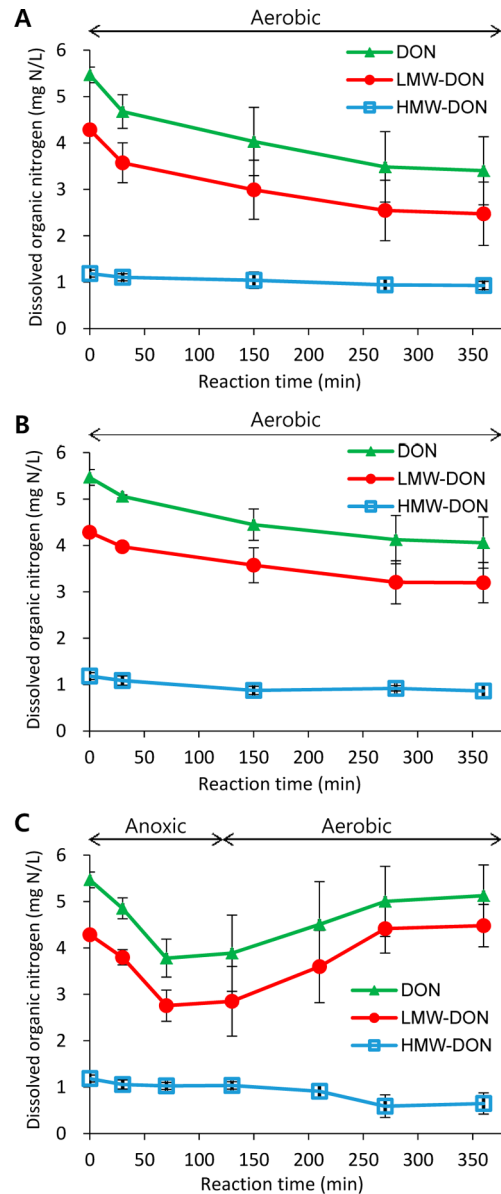 A
Aerobic
Dissolved organic nitrogen (mg N/L)
6
5
4
3
2
1
0
DON
LMW-DON
HMW-DON
0 50 100 150 200 250 300 350
Reaction time (min)
B
Aerobic
Dissolved organic nitrogen (mg N/L)
6
5
4
3
2
1
0
DON
LMW-DON
HMW-DON
0 50 100 150 200 250 300 350
Reaction time (min)
C
Anoxic Aerobic
Dissolved organic nitrogen (mg N/L)
6
5
4
3
2
1
0
DON
LMW-DON
HMW-DON
0 50 100 150 200 250 300 350
Reaction time (min)